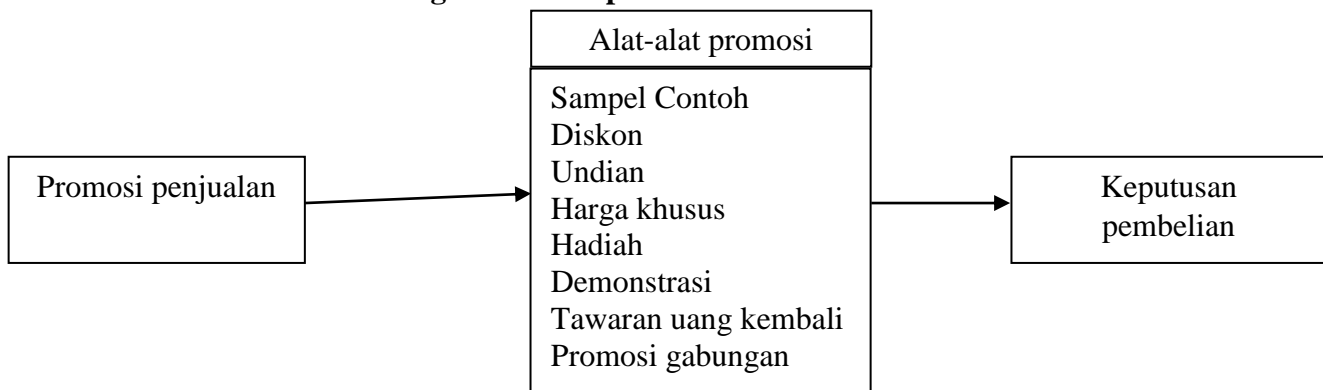 Alat-alat promosi
Sampel Contoh
Diskon
Undian
Harga khusus
Hadiah
Demonstrasi
Tawaran uang kembali
Promosi gabungan
Promosi penjualan
Keputusan
pembelian